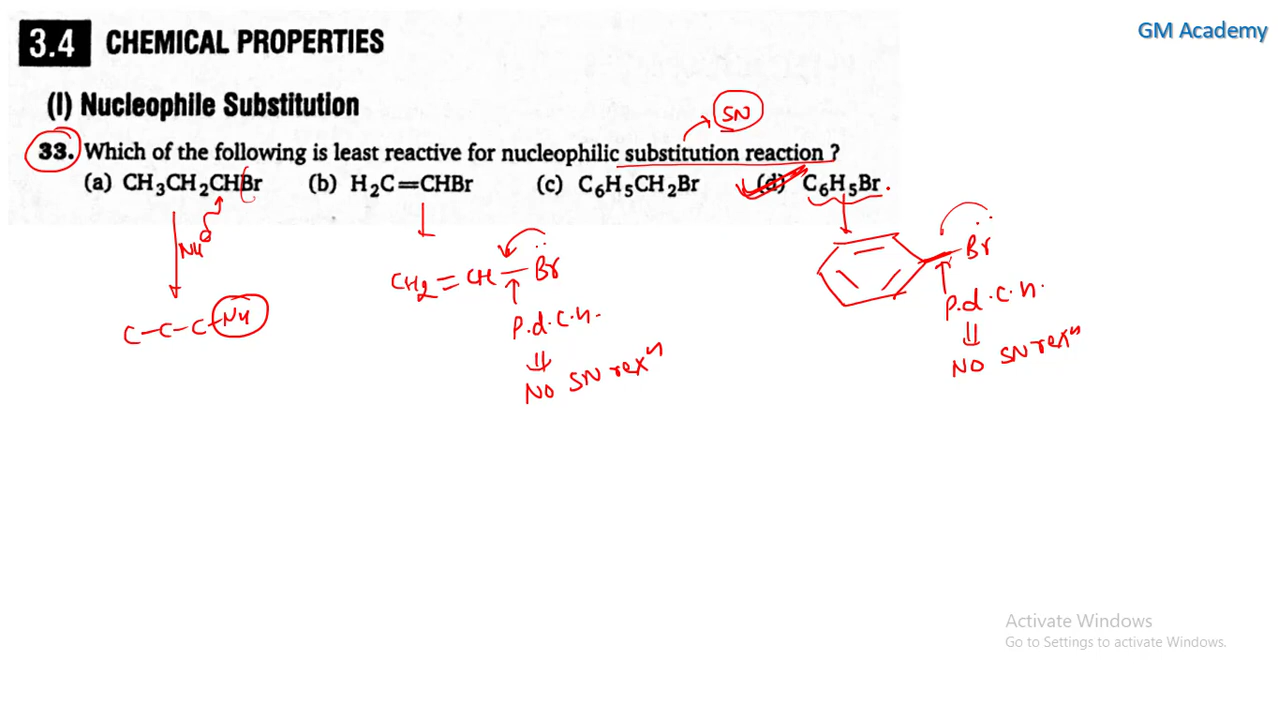 GM Academy
3.4 CHEMICAL PROPERTIES
(I) Nucleophile Substitution
SN
33. Which of the following is least reactive for nucleophilic substitution reaction ?
(a) CH₃CH₂CHBr (b) H₂C=CHBr (c) C₆H₅CH₂Br (d) C₆H₅Br.
Nu
CH₂=CH–Br
Br
C–C–C–Nu
P.d.c.n.
P.d.c.n.
⇓
NO SN rexⁿ
⇓
NO SN rexⁿ
Activate Windows
Go to Settings to activate Windows.